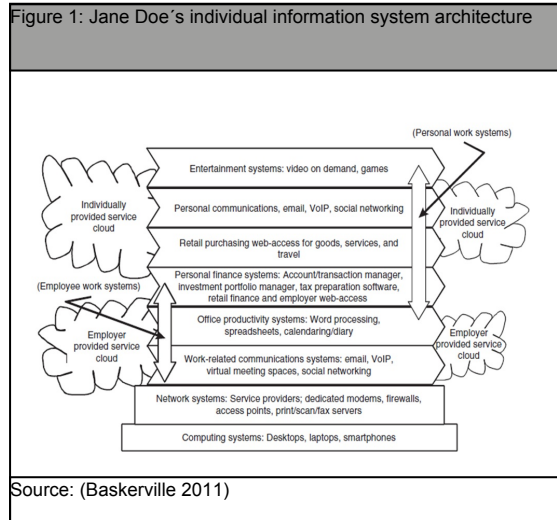 Figure 1: Jane Doe´s individual information system architecture
(Personal work systems)
Entertainment systems: video on demand, games
Individually
provided service
cloud
Personal communications, email, VoIP, social networking
Individually
provided service
cloud
Retail purchasing web-access for goods, services, and
travel
Personal finance systems: Account/transaction manager,
investment portfolio manager, tax preparation software,
retail finance and employer web-access
(Employee work systems)
Office productivity systems: Word processing,
spreadsheets, calendaring/diary
Employer
provided service
cloud
Employer
provided service
cloud
Work-related communications systems: email, VoIP,
virtual meeting spaces, social networking
Network systems: Service providers; dedicated modems, firewalls,
access points, print/scan/fax servers
Computing systems: Desktops, laptops, smartphones
Source: (Baskerville 2011)